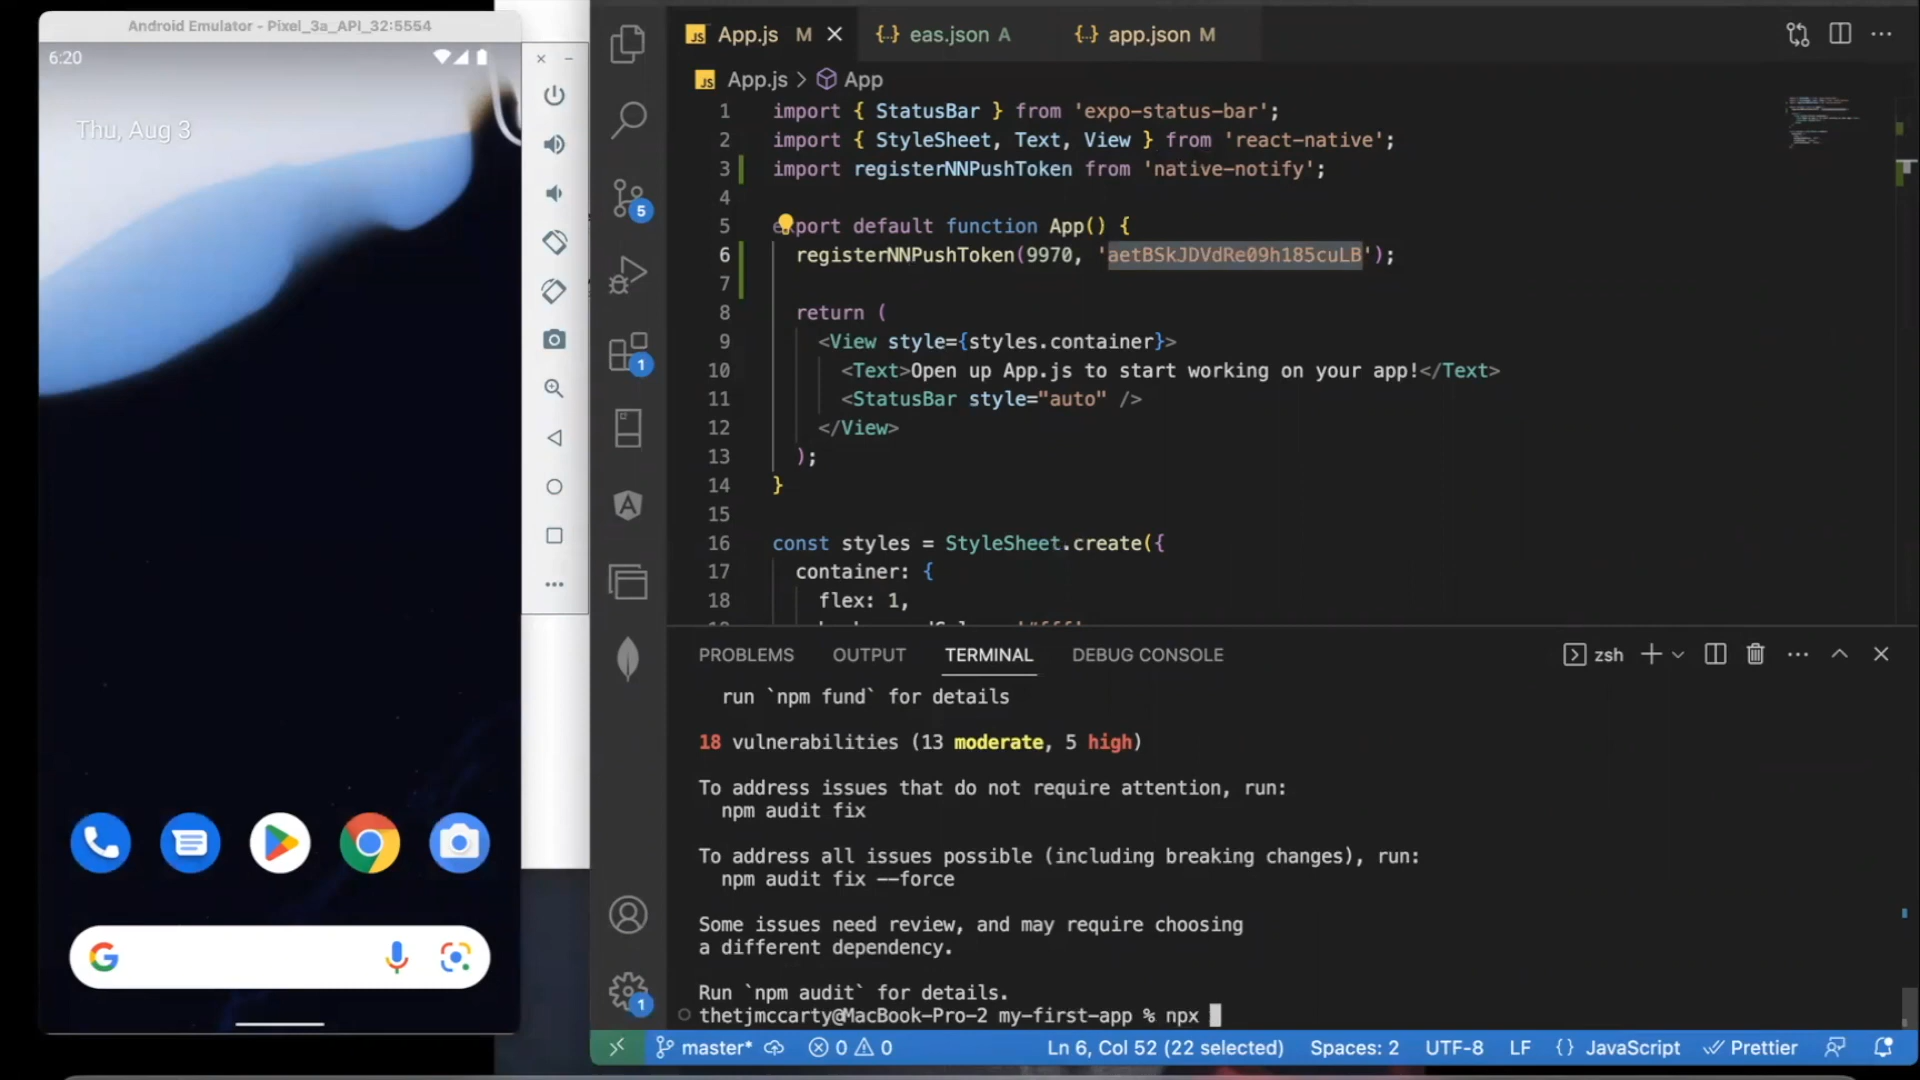 Android Emulator - Pixel_3a_API_32:5554
6:20
Thu, Aug 3
App.js M
eas.json A
app.json M
App.js > App
1 import { StatusBar } from 'expo-status-bar';
2 import { StyleSheet, Text, View } from 'react-native';
3 import registerNNPushToken from 'native-notify';
4
5 export default function App() {
6 registerNNPushToken(9970, 'aetBSkJDVdRe09h185cuLB');
7
8 return (
9 <View style={styles.container}>
10 <Text>Open up App.js to start working on your app!</Text>
11 <StatusBar style="auto" />
12 </View>
13 );
14 }
15
16 const styles = StyleSheet.create({
17 container: {
18 flex: 1,
5
1
1
PROBLEMS OUTPUT TERMINAL DEBUG CONSOLE
zsh
run `npm fund` for details
18 vulnerabilities (13 moderate, 5 high)
To address issues that do not require attention, run:
npm audit fix
To address all issues possible (including breaking changes), run:
npm audit fix --force
Some issues need review, and may require choosing
a different dependency.
Run `npm audit` for details.
thetjmccarty@MacBook-Pro-2 my-first-app % npx
master* 0 0 Ln 6, Col 52 (22 selected) Spaces: 2 UTF-8 LF {} JavaScript Prettier